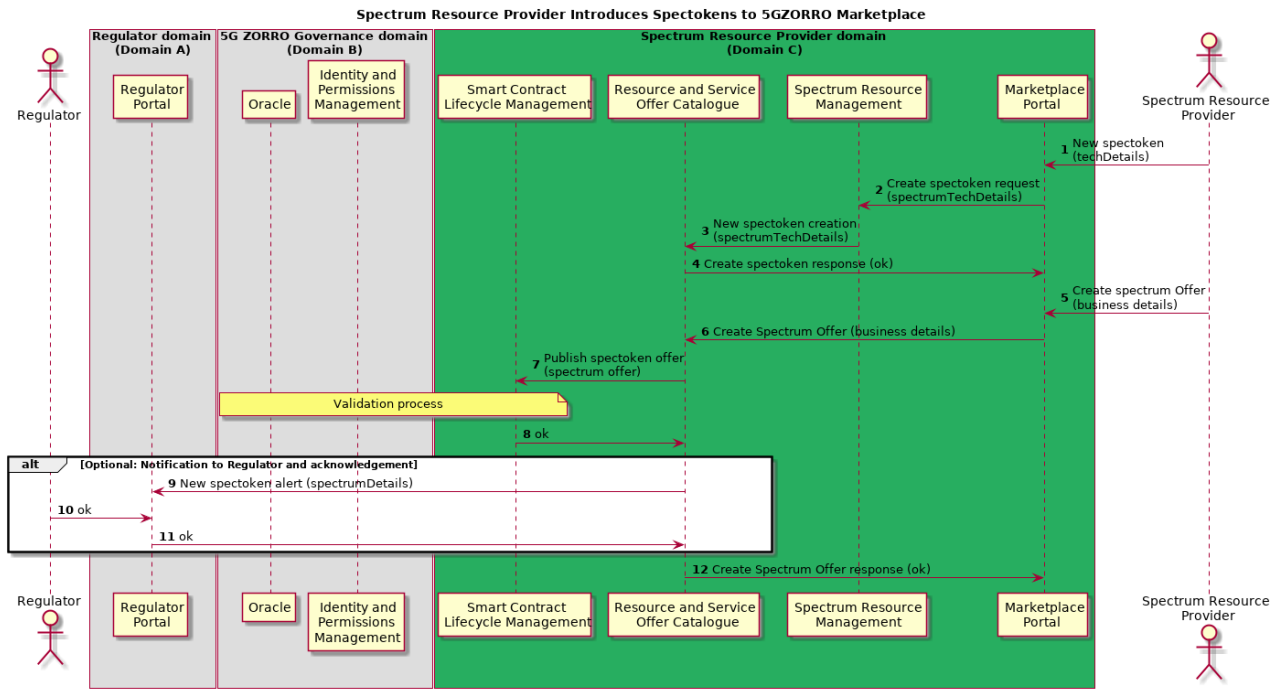 Spectrum Resource Provider Introduces Spectokens to 5GZORRO Marketplace
Regulator domain
(Domain A)
5G ZORRO Governance domain
(Domain B)
Spectrum Resource Provider domain
(Domain C)
Regulator
Regulator
Portal
Oracle
Identity and
Permissions
Management
Smart Contract
Lifecycle Management
Resource and Service
Offer Catalogue
Spectrum Resource
Management
Marketplace
Portal
Spectrum Resource
Provider
1 New spectoken
(techDetails)
2 Create spectoken request
(spectrumTechDetails)
3 New spectoken creation
(spectrumTechDetails)
4 Create spectoken response (ok)
5 Create spectrum Offer
(business details)
6 Create Spectrum Offer (business details)
7 Publish spectoken offer
(spectrum offer)
Validation process
8 ok
alt [Optional: Notification to Regulator and acknowledgement]
9 New spectoken alert (spectrumDetails)
10 ok
11 ok
12 Create Spectrum Offer response (ok)
Regulator
Regulator
Portal
Oracle
Identity and
Permissions
Management
Smart Contract
Lifecycle Management
Resource and Service
Offer Catalogue
Spectrum Resource
Management
Marketplace
Portal
Spectrum Resource
Provider